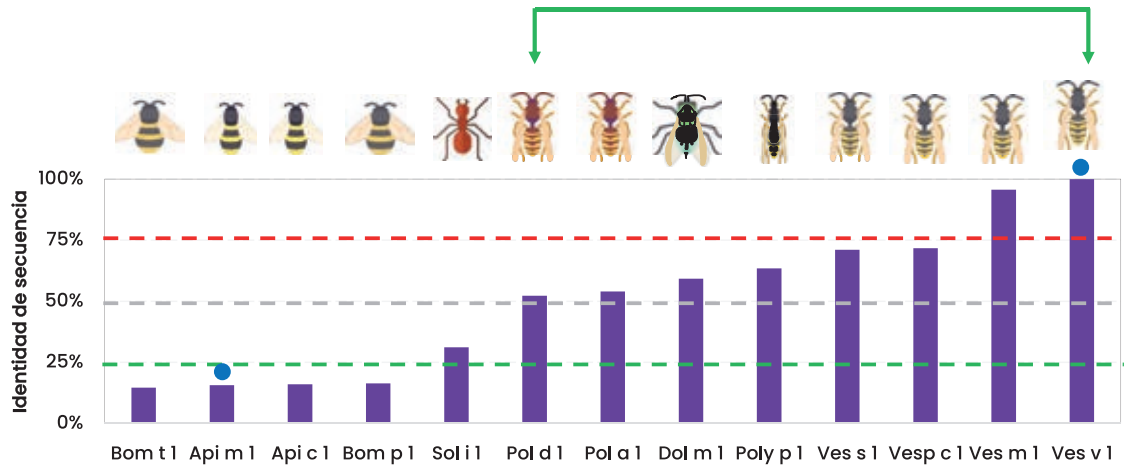 Identidad de secuencia
100%
75%
50%
25%
0%
Bom t 1 Api m 1 Api c 1 Bom p 1 Sol i 1 Pol d 1 Pol a 1 Dol m 1 Poly p 1 Ves s 1 Vesp c 1 Ves m 1 Ves v 1